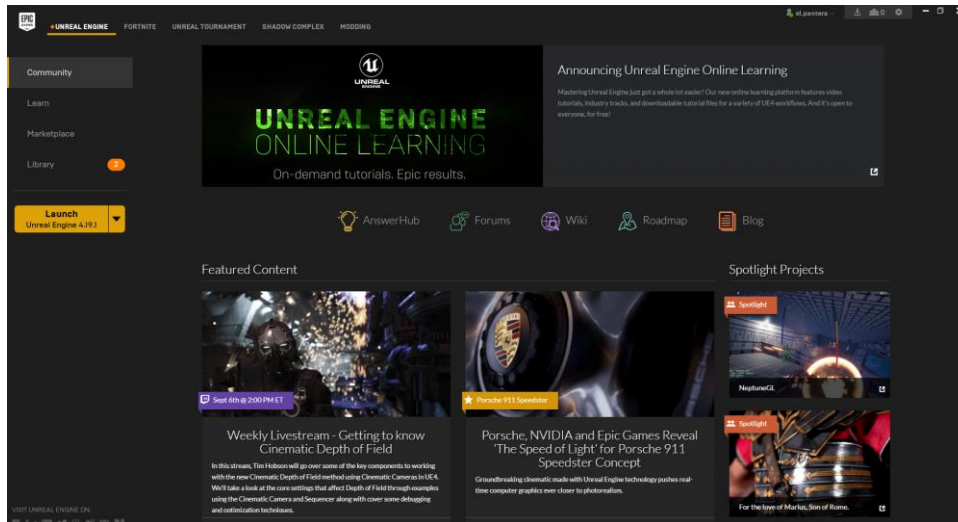 EPIC GAMES
UNREAL ENGINE FORTNITE UNREAL TOURNAMENT SHADOW COMPLEX MODDING
el.pentera
0
Community
Learn
Marketplace
Library 2
Launch
Unreal Engine 4.19.1
UNREAL
ENGINE
UNREAL ENGINE
ONLINE LEARNING
On-demand tutorials. Epic results.
Announcing Unreal Engine Online Learning
Mastering Unreal Engine just got a whole lot easier! Our new online learning platform features video
tutorials, industry tracks, and downloadable tutorial files for a variety of UE4 workflows. And it's open to
everyone, for free!
AnswerHub Forums Wiki Roadmap Blog
Featured Content
Sept 6th @ 2:00 PM ET
Weekly Livestream - Getting to know
Cinematic Depth of Field
In this stream, Tim Hobson will go over some of the key components to working
with the new Cinematic Depth of Field method using Cinematic Cameras in UE4.
We'll take a look at the core settings that affect Depth of Field through examples
using the Cinematic Camera and Sequencer along with cover some debugging
and optimization techniques.
Porsche 911 Speedster
Porsche, NVIDIA and Epic Games Reveal
'The Speed of Light' for Porsche 911
Speedster Concept
Groundbreaking cinematic made with Unreal Engine technology pushes real-
time computer graphics ever closer to photorealism.
Spotlight Projects
Spotlight
NeptuneGL
Spotlight
For the love of Marius, Son of Rome.
VISIT UNREAL ENGINE ON: